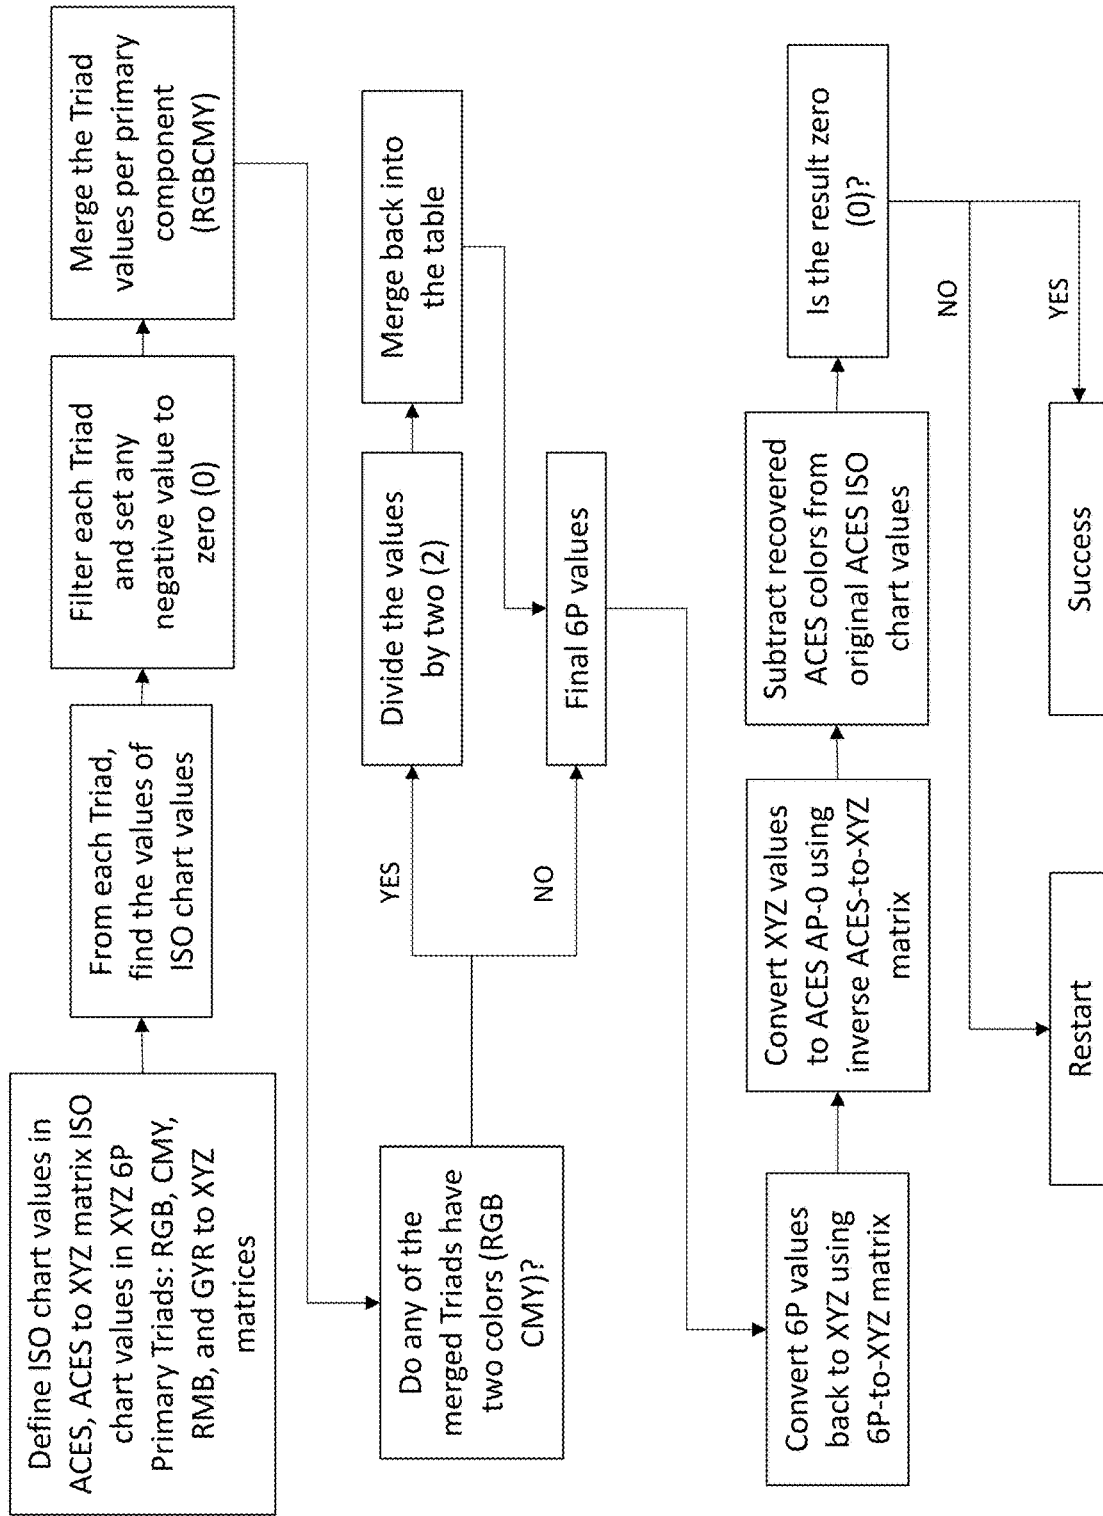 Define ISO chart values in
ACES, ACES to XYZ matrix ISO
chart values in XYZ 6P
Primary Triads: RGB, CMY,
RMB, and GYR to XYZ
matrices
From each Triad,
find the values of
ISO chart values
Filter each Triad
and set any
negative value to
zero (0)
Merge the Triad
values per primary
component
(RGBCMY)
Do any of the
merged Triads have
two colors (RGB
CMY)?
YES
NO
Divide the values
by two (2)
Merge back into
the table
Final 6P values
Convert 6P values
back to XYZ using
6P-to-XYZ matrix
Convert XYZ values
to ACES AP-0 using
inverse ACES-to-XYZ
matrix
Subtract recovered
ACES colors from
original ACES ISO
chart values
Is the result zero
(0)?
NO
YES
Restart
Success